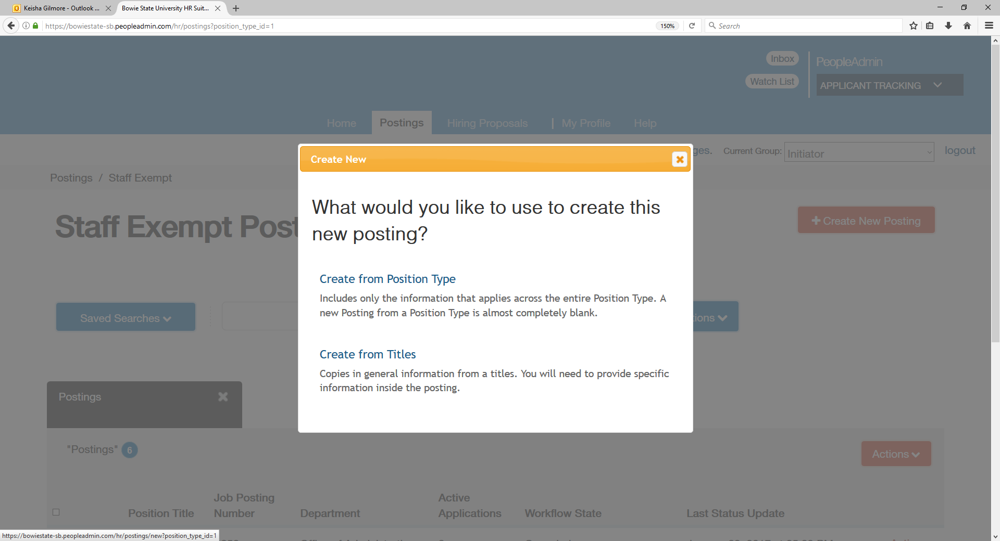 Keisha Gilmore - Outlook ...
Bowie State University HR Suit...
https://bowiestate-sb.peopleadmin.com/hr/postings?position_type_id=1
150%
Search
Inbox
PeopleAdmin
Watch List
APPLICANT TRACKING
Home
Postings
Hiring Proposals
|
My Profile
Help
ges.
Current Group:
Initiator
logout
Create New
Postings / Staff Exempt
What would you like to use to create this
new posting?
Staff Exempt Post
+ Create New Posting
Create from Position Type
Includes only the information that applies across the entire Position Type. A
new Posting from a Position Type is almost completely blank.
Saved Searches
ions
Create from Titles
Copies in general information from a titles. You will need to provide specific
information inside the posting.
Postings
"Postings" 6
Actions
Position Title
Job Posting
Number
Department
Active
Applications
Workflow State
Last Status Update
https://bowiestate-sb.peopleadmin.com/hr/postings/new?position_type_id=1